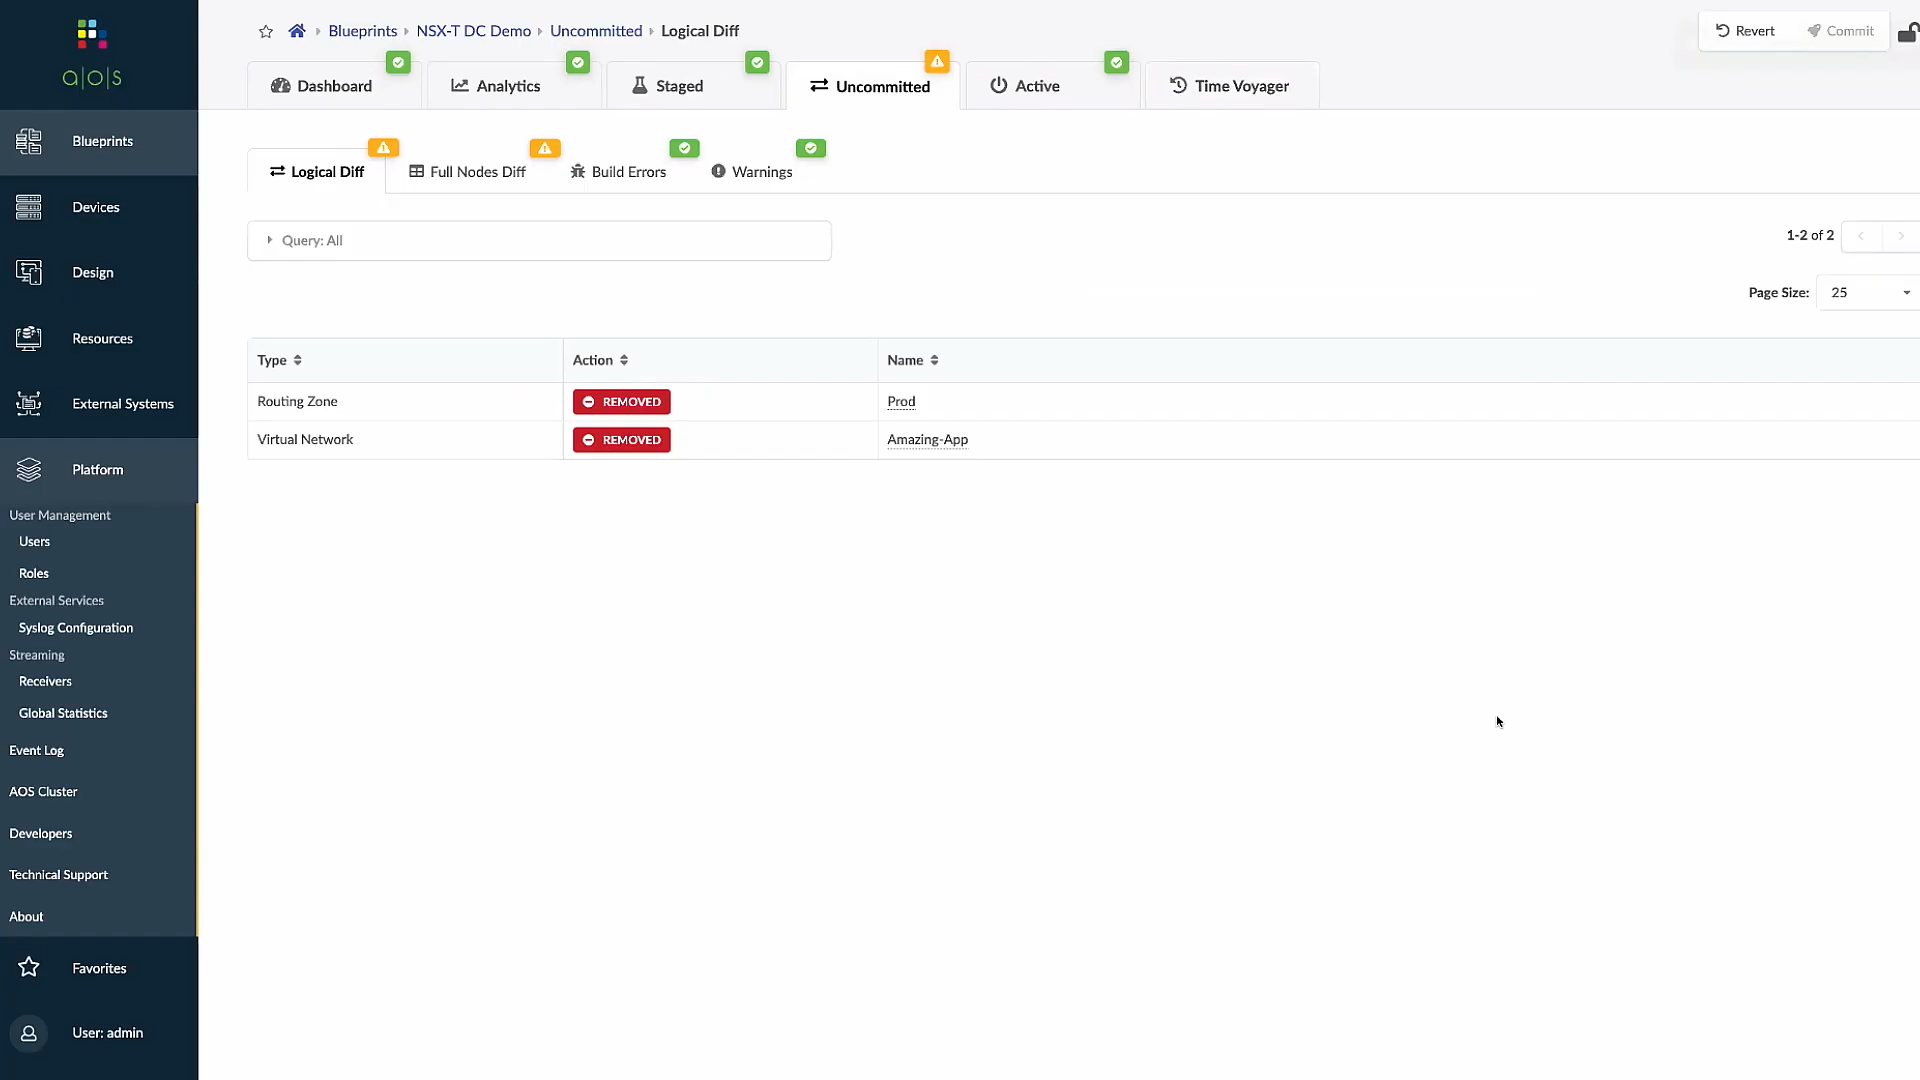 Blueprints NSX-T DC Demo Uncommitted Logical Diff
Revert Commit
a|o|s
Dashboard Analytics Staged Uncommitted Active Time Voyager
Blueprints
Logical Diff Full Nodes Diff Build Errors Warnings
Devices
Query: All
1-2 of 2
Design
Page Size: 25
Resources
Type Action Name
External Systems
Routing Zone REMOVED Prod
Virtual Network REMOVED Amazing-App
Platform
User Management
Users
Roles
External Services
Syslog Configuration
Streaming
Receivers
Global Statistics
Event Log
AOS Cluster
Developers
Technical Support
About
Favorites
User: admin